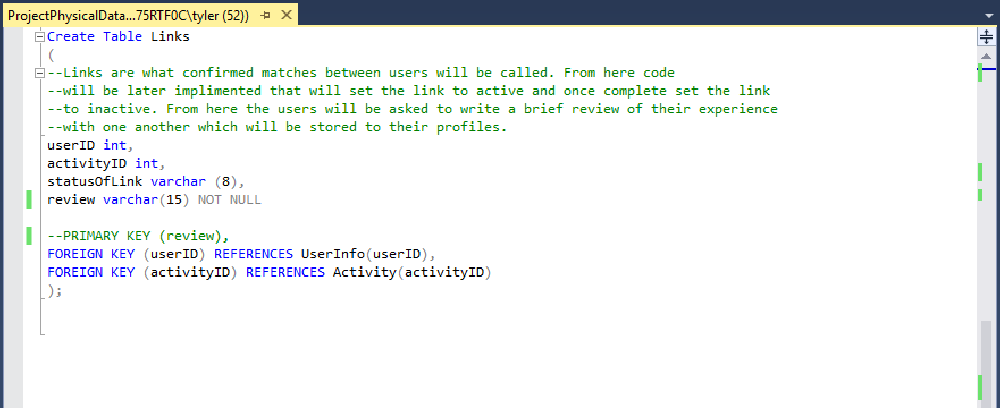 ProjectPhysicalData...75RTF0C\tyler (52))
Create Table Links
(
--Links are what confirmed matches between users will be called. From here code
--will be later implimented that will set the link to active and once complete set the link
--to inactive. From here the users will be asked to write a brief review of their experience
--with one another which will be stored to their profiles.
userID int,
activityID int,
statusOfLink varchar (8),
review varchar(15) NOT NULL
--PRIMARY KEY (review),
FOREIGN KEY (userID) REFERENCES UserInfo(userID),
FOREIGN KEY (activityID) REFERENCES Activity(activityID)
);